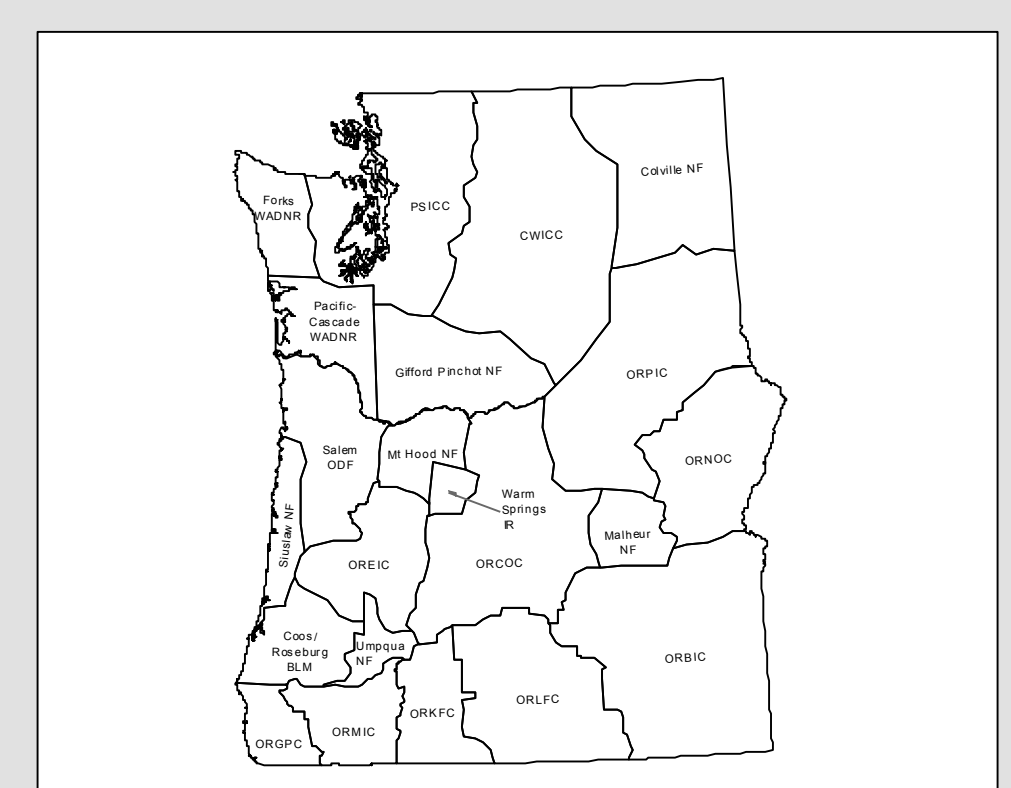 Colville NF
Forks
WADNR
PSICC
CWICC
Pacific-
Cascade
WADNR
Gifford Pinchot NF
ORPIC
Salem
ODF
Mt Hood NF
ORNOC
Warm
Springs
IR
Siuslaw NF
Malheur
NF
OREIC
ORCOC
Coos/
Roseburg
BLM
Umpqua
NF
ORBIC
ORLFC
ORKFC
ORMIC
ORGPC